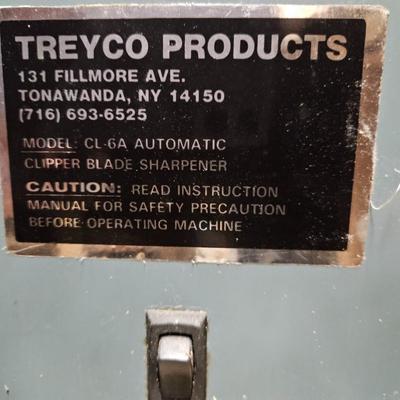 TREYCO PRODUCTS
131 FILLMORE AVE.
TONAWANDA, NY 14150
(716) 693-6525
MODEL: CL-6A AUTOMATIC
CLIPPER BLADE SHARPENER
CAUTION: READ INSTRUCTION
MANUAL FOR SAFETY PRECAUTION
BEFORE OPERATING MACHINE